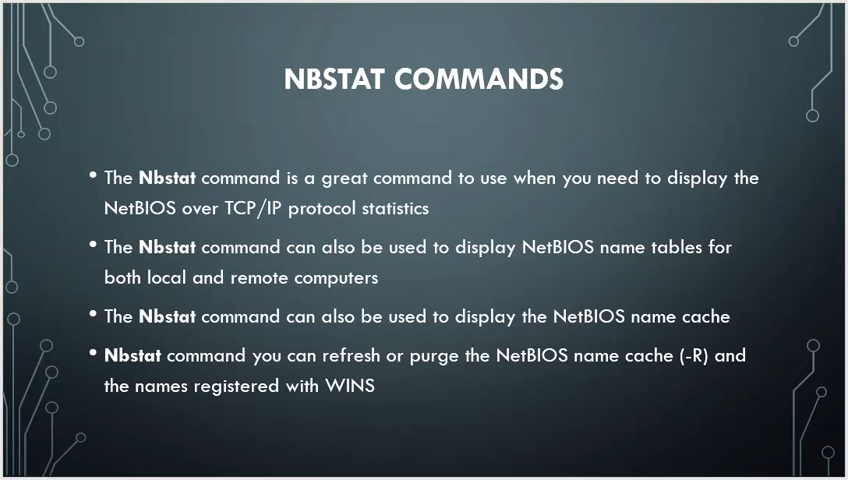 NBSTAT COMMANDS
• The Nbstat command is a great command to use when you need to display the
NetBIOS over TCP/IP protocol statistics
• The Nbstat command can also be used to display NetBIOS name tables for
both local and remote computers
• The Nbstat command can also be used to display the NetBIOS name cache
• Nbstat command you can refresh or purge the NetBIOS name cache (-R) and
the names registered with WINS